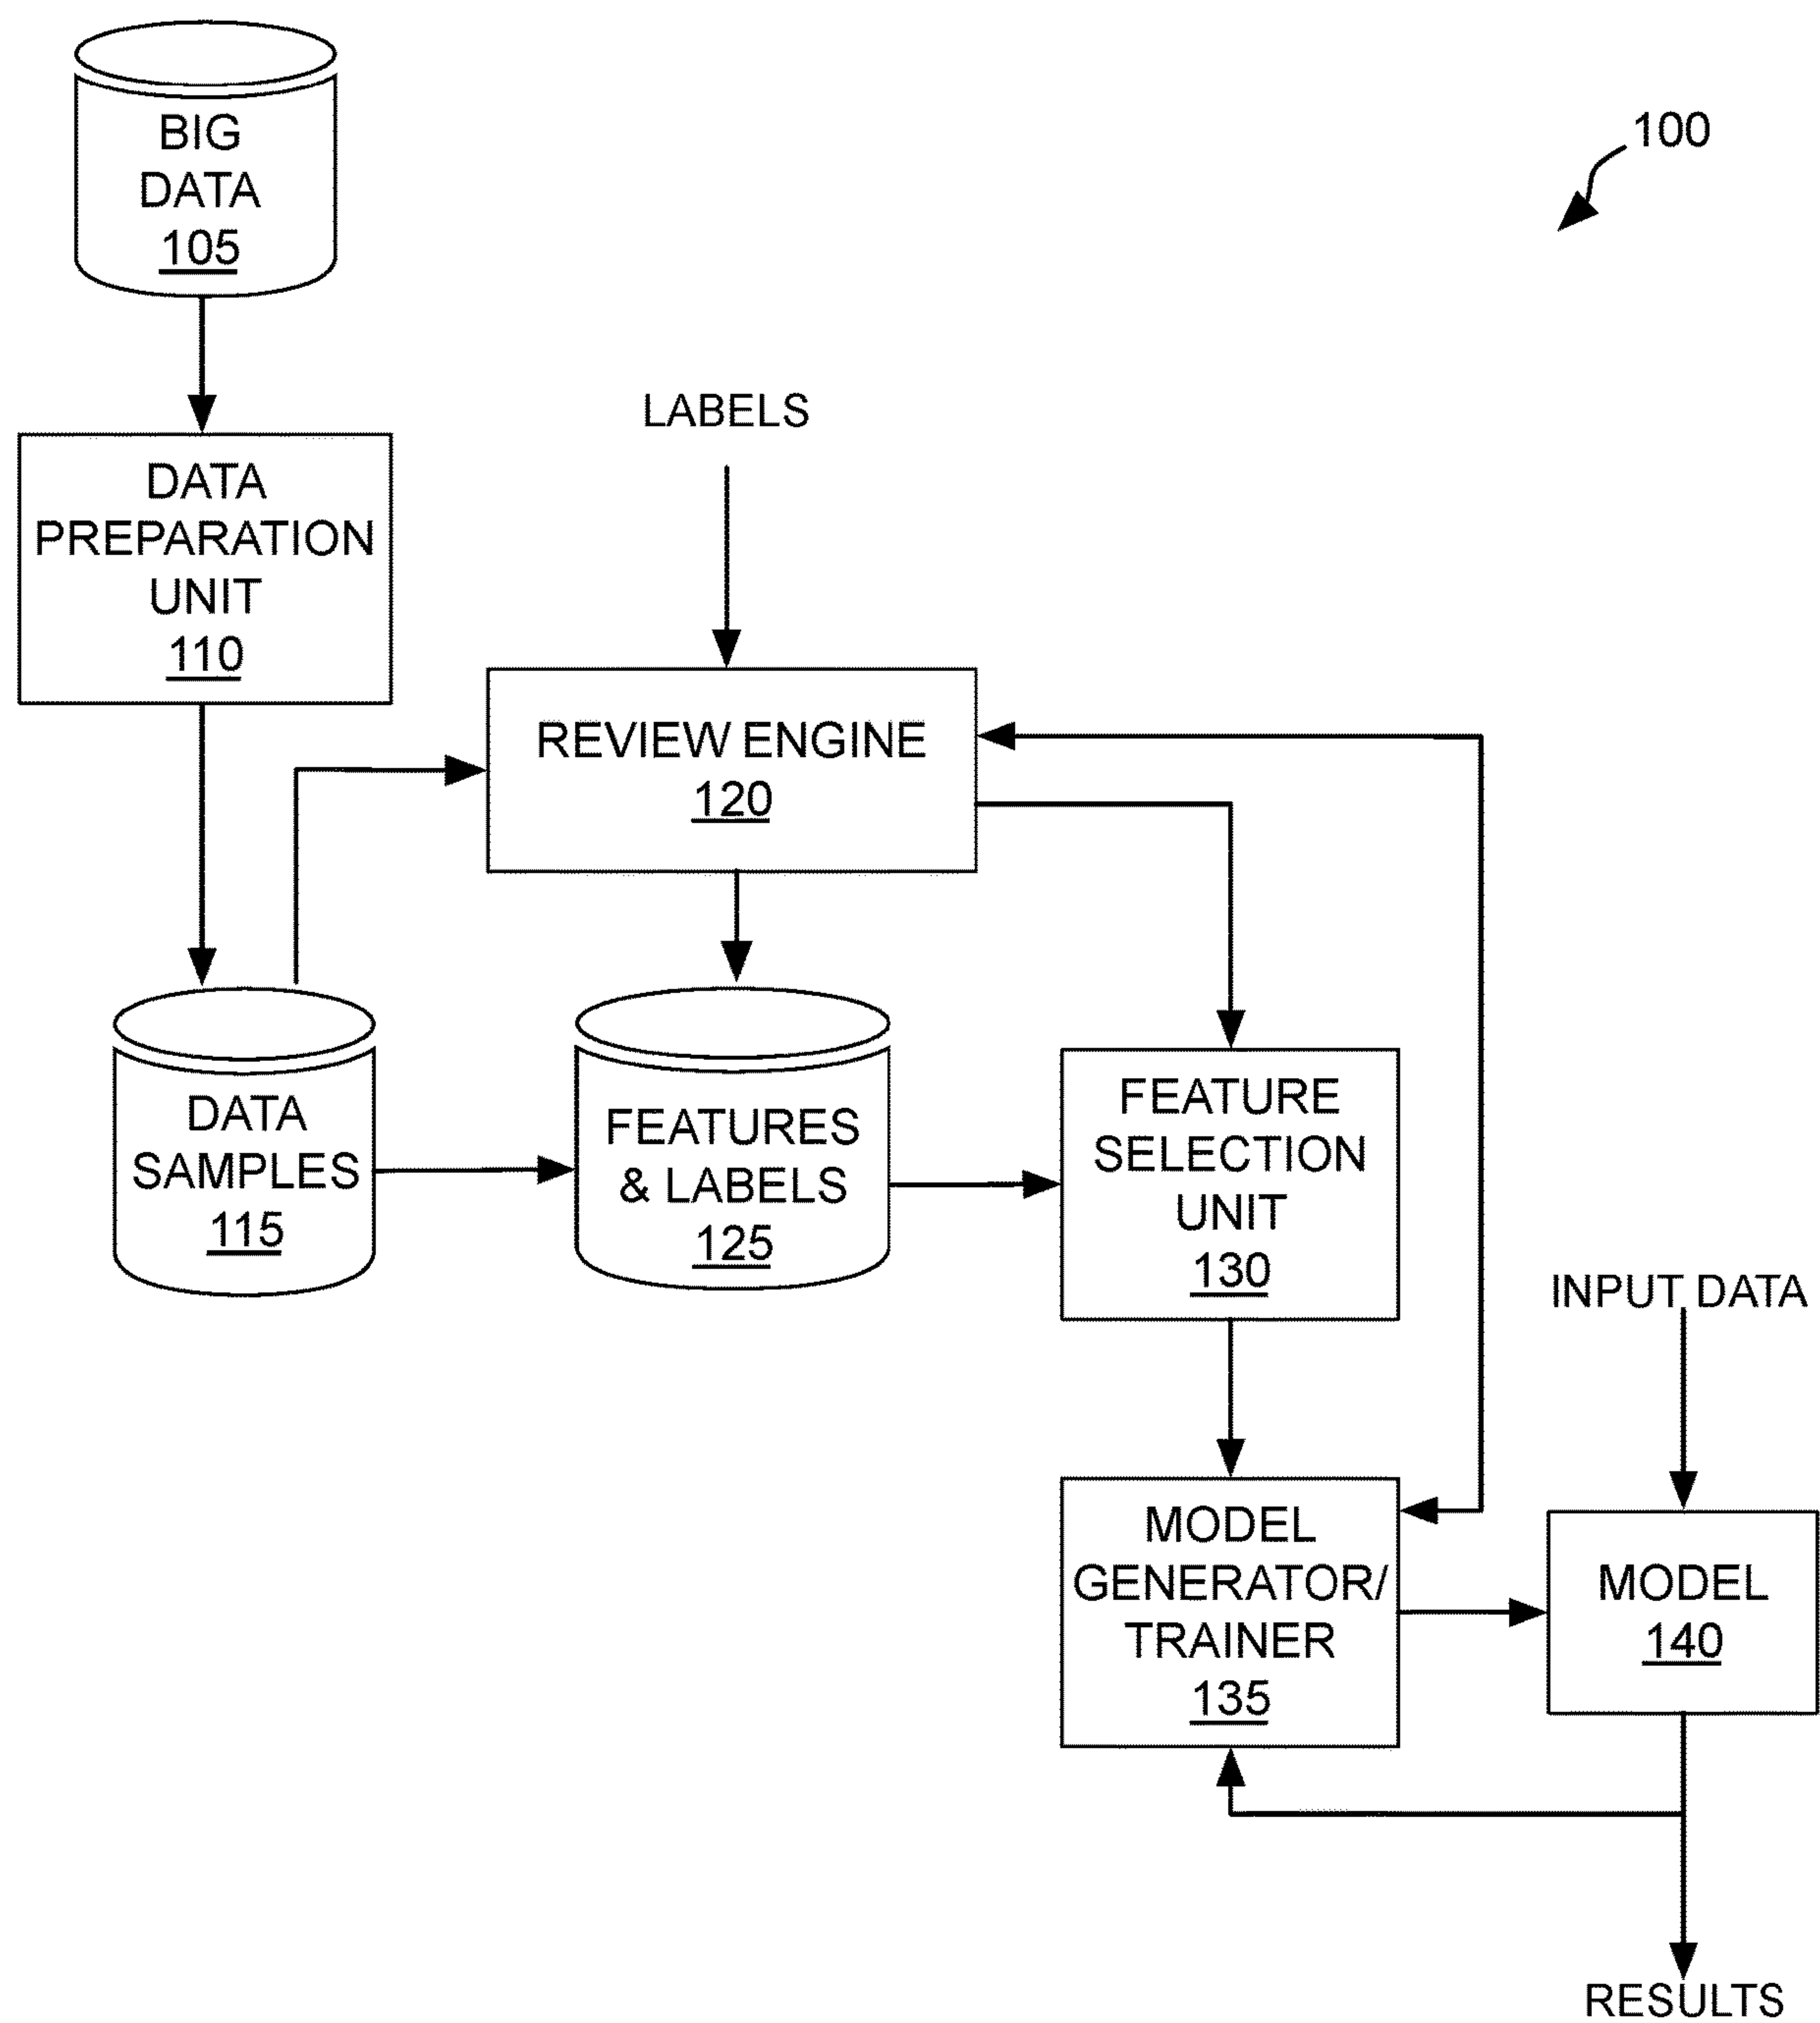 BIG
DATA
105
100
LABELS
DATA
PREPARATION
UNIT
110
REVIEW ENGINE
120
DATA
SAMPLES
115
FEATURES
& LABELS
125
FEATURE
SELECTION
UNIT
130
INPUT DATA
MODEL
GENERATOR/
TRAINER
135
MODEL
140
RESULTS